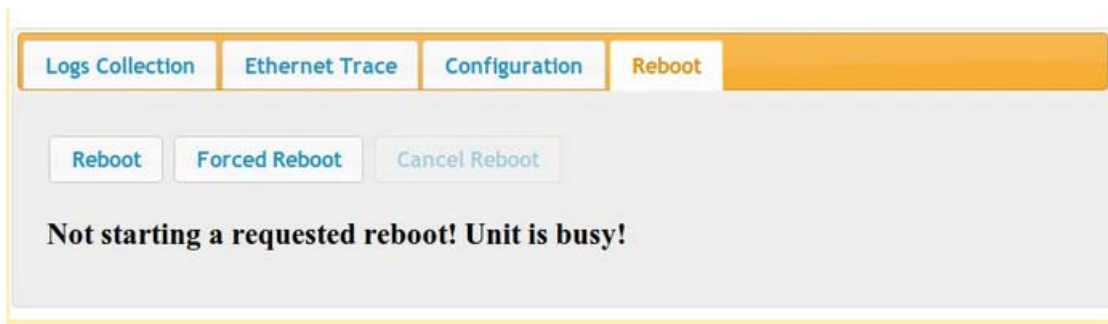 Logs Collection Ethernet Trace Configuration Reboot
Reboot Forced Reboot Cancel Reboot
Not starting a requested reboot! Unit is busy!